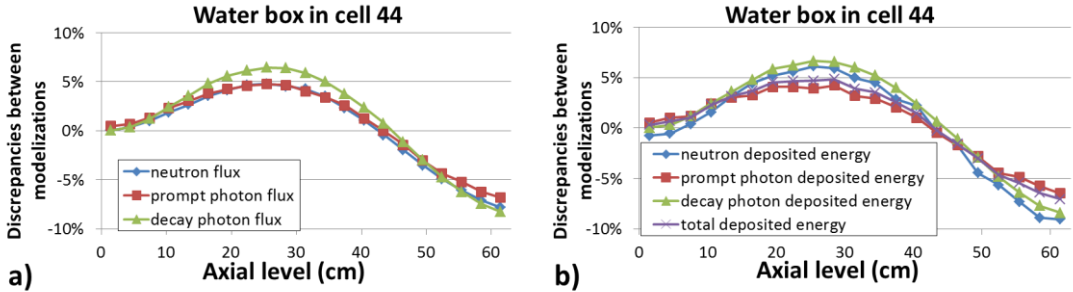 Water box in cell 44
Discrepancies between
modelizations
10%
5%
0%
-5%
-10%
neutron flux
prompt photon flux
decay photon flux
0 10 20 30 40 50 60
Axial level (cm)
a)
Water box in cell 44
Discrepancies between
modelizations
10%
5%
0%
-5%
-10%
neutron deposited energy
prompt photon deposited energy
decay photon deposited energy
total deposited energy
0 10 20 30 40 50 60
Axial level (cm)
b)